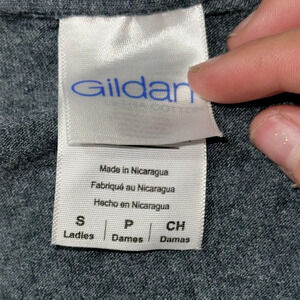 Gildan
Made in Nicaragua
Fabriqué au Nicaragua
Hecho en Nicaragua
S P CH
Ladies Dames Damas